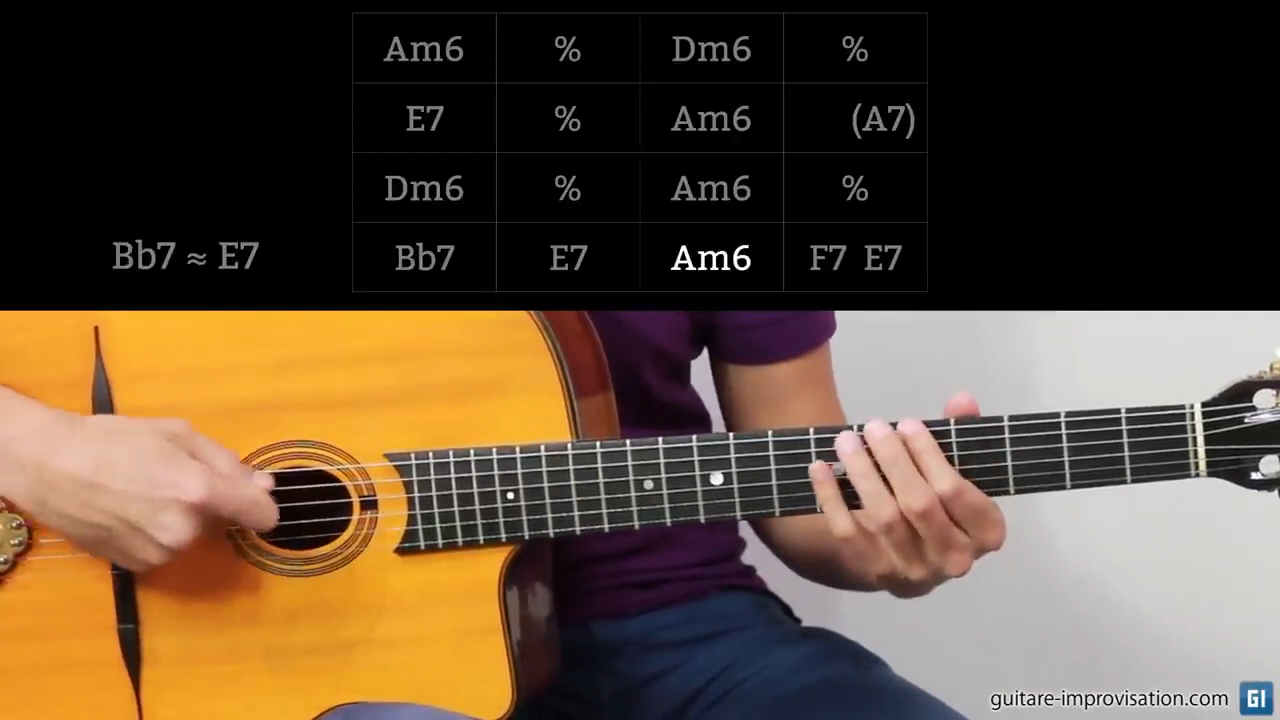 Am6 % Dm6 %
E7 % Am6 (A7)
Dm6 % Am6 %
Bb7 ≈ E7 Bb7 E7 Am6 F7 E7
guitare-improvisation.com GI